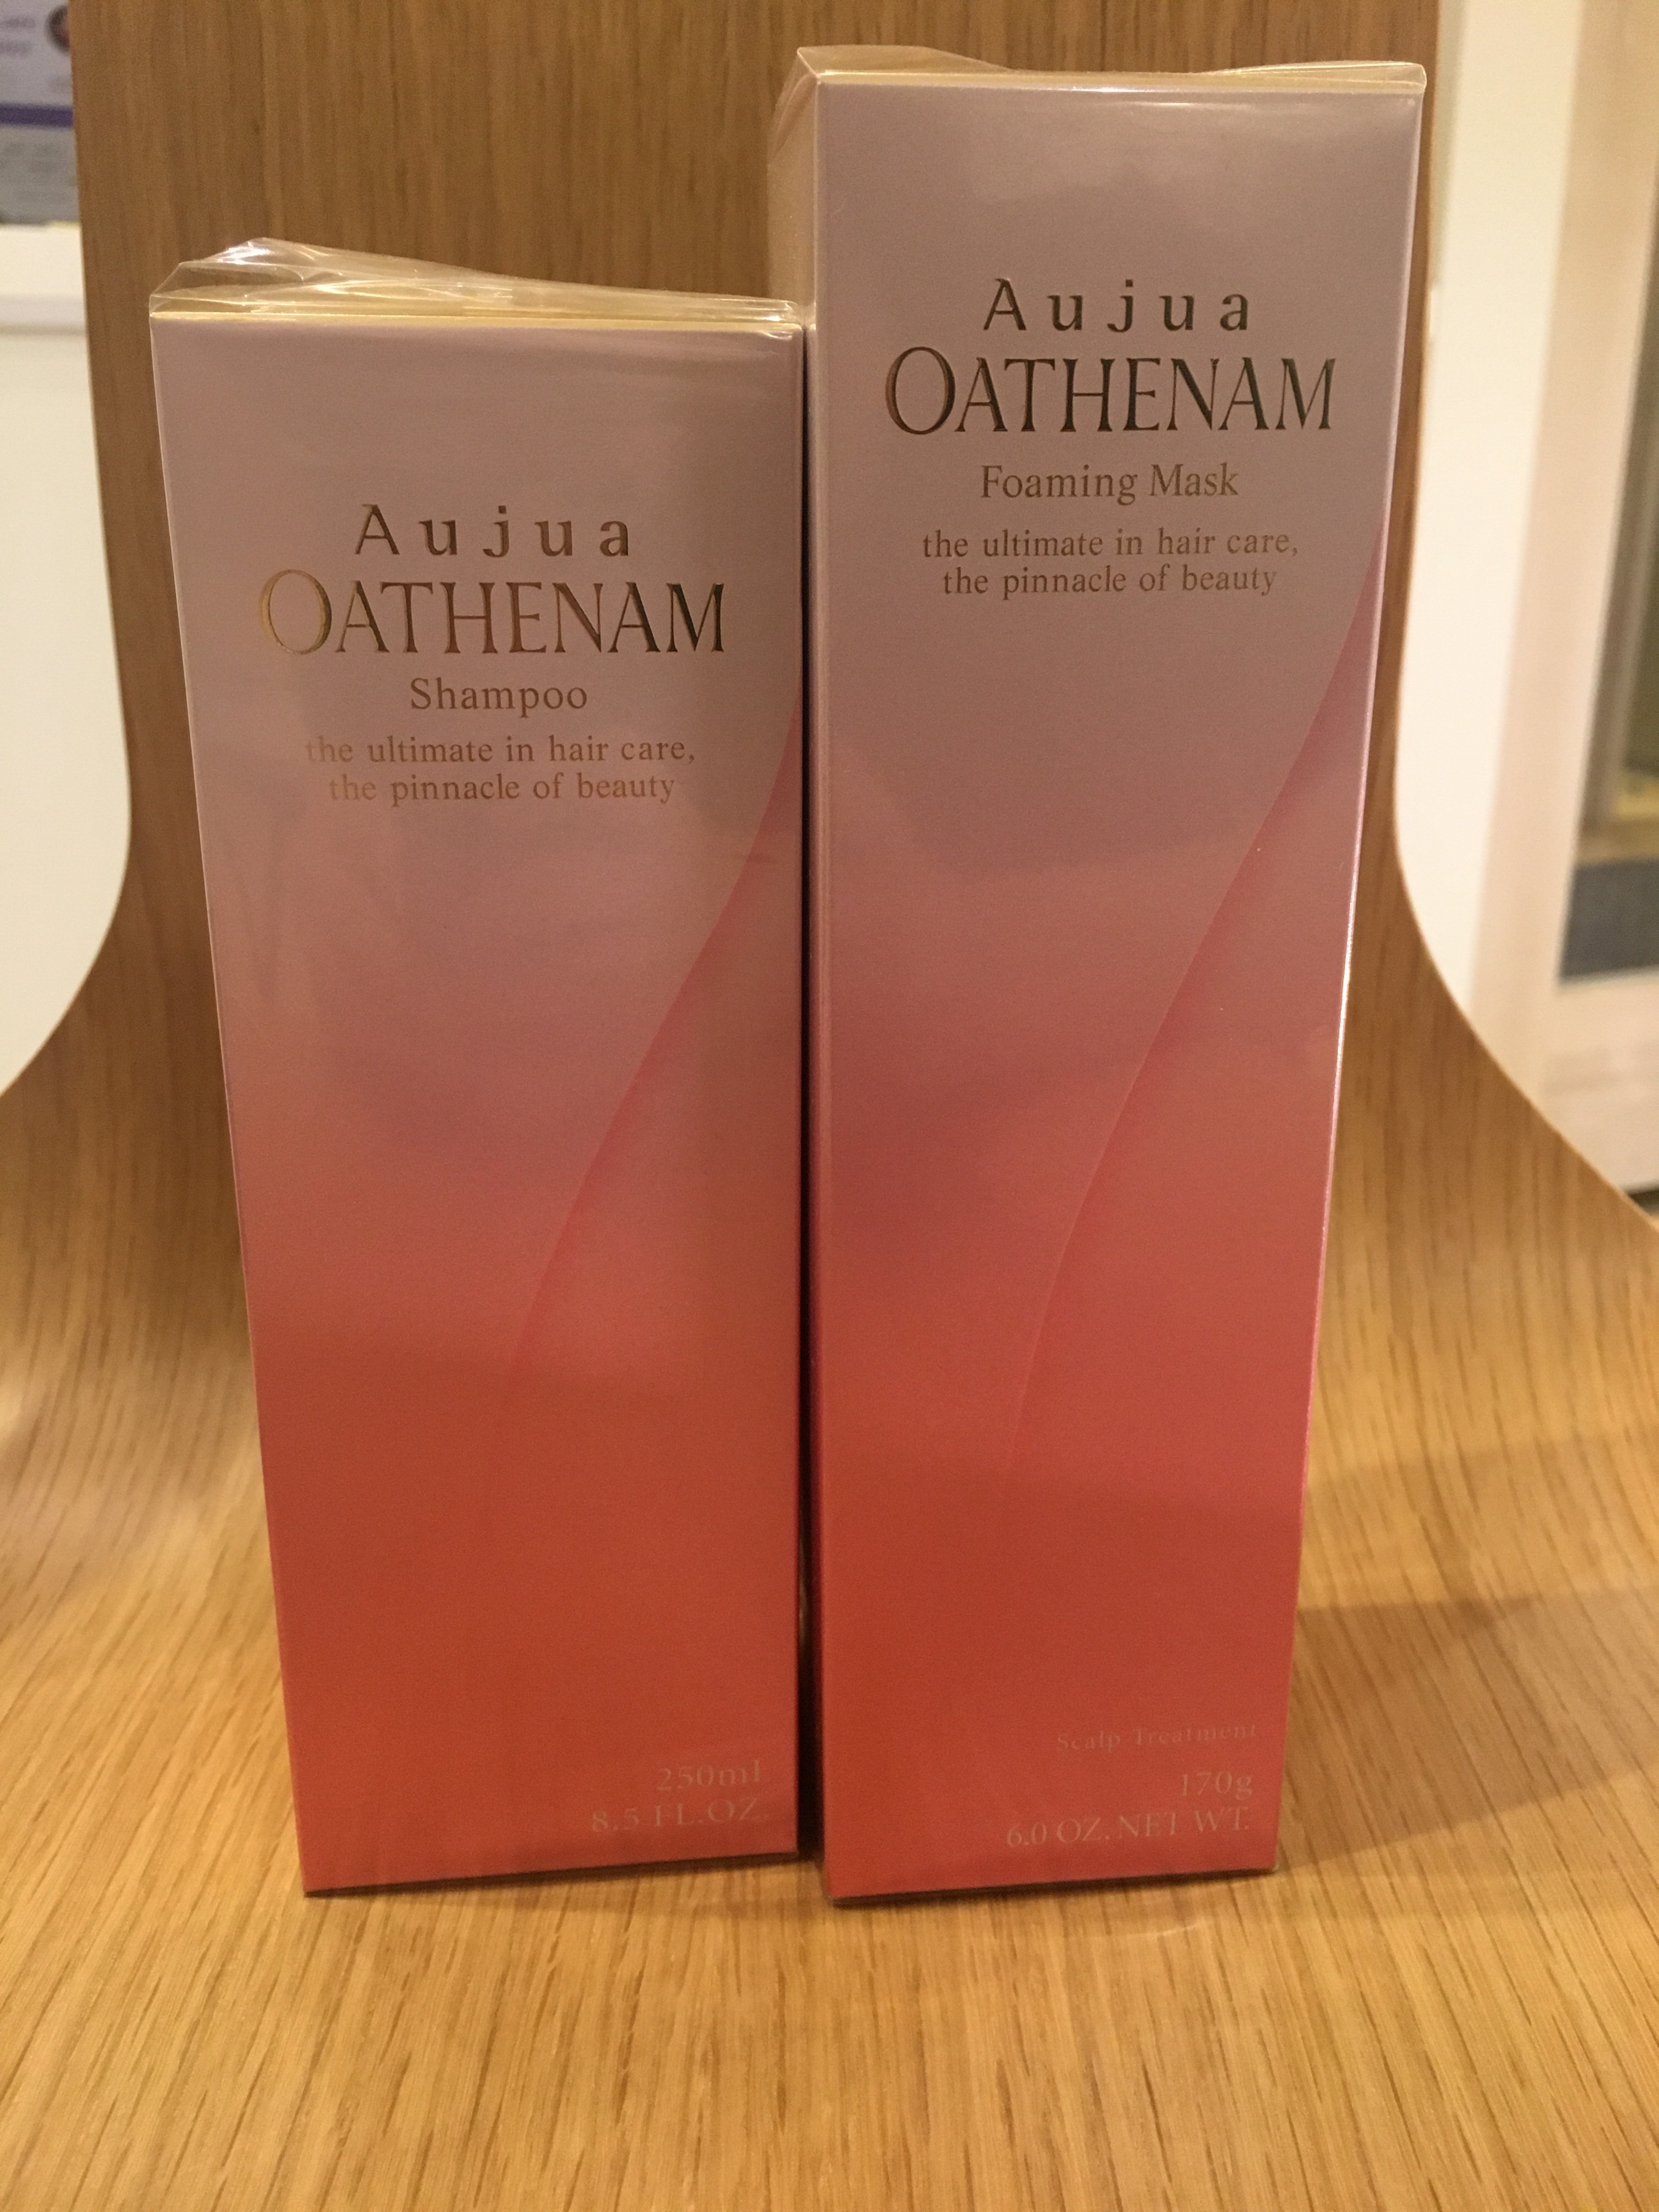 Aujua
OATHENAM
Shampoo
the ultimate in hair care,
the pinnacle of beauty
250mL
8.5 FL.OZ.
Aujua
OATHENAM
Foaming Mask
the ultimate in hair care,
the pinnacle of beauty
Scalp Treatment
170g
6.0 OZ. NET WT.